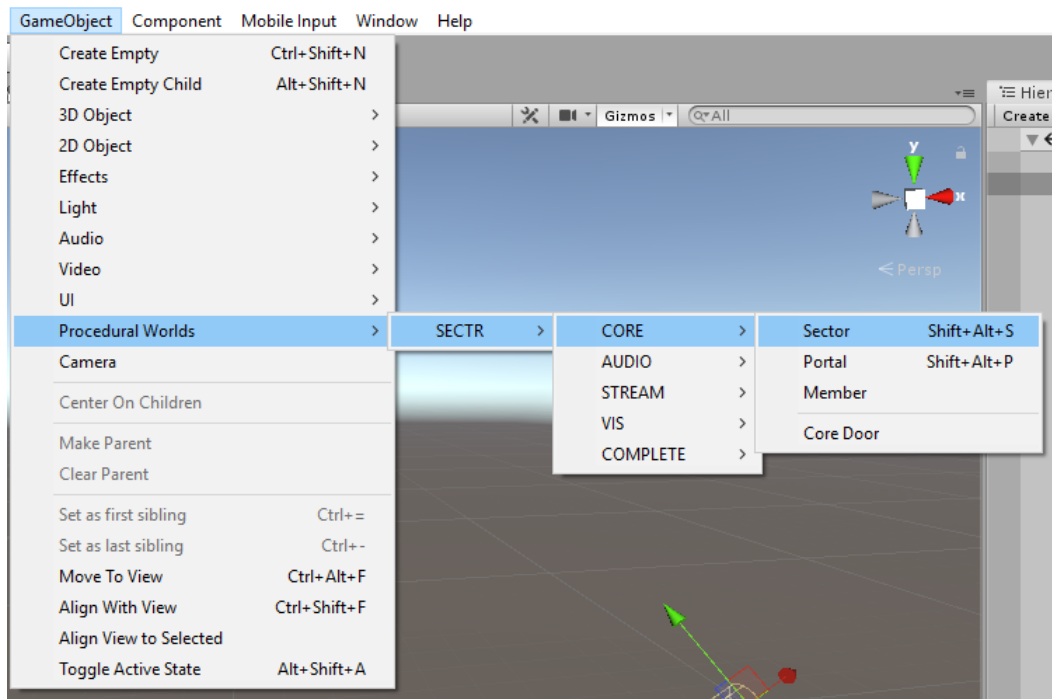 GameObject Component Mobile Input Window Help
Create Empty Ctrl+Shift+N
Create Empty Child Alt+Shift+N
3D Object
2D Object
Effects
Light
Audio
Video
UI
Procedural Worlds
Camera
Center On Children
Make Parent
Clear Parent
Set as first sibling Ctrl+=
Set as last sibling Ctrl+-
Move To View Ctrl+Alt+F
Align With View Ctrl+Shift+F
Align View to Selected
Toggle Active State Alt+Shift+A
SECTR
CORE
AUDIO
STREAM
VIS
COMPLETE
Sector Shift+Alt+S
Portal Shift+Alt+P
Member
Core Door
Gizmos All
y
x
Persp
Hier
Create